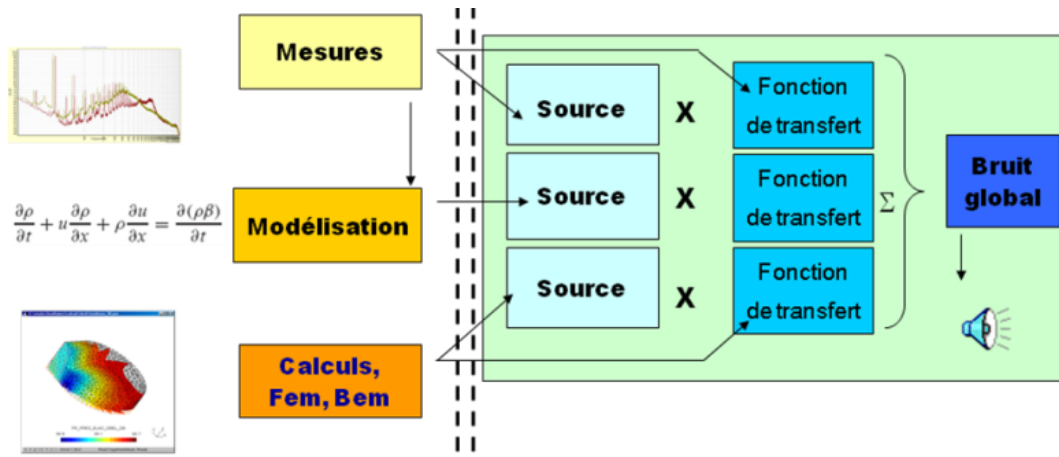 Mesures
Modélisation
Calculs,
Fem, Bem
∂ρ/∂t + u ∂ρ/∂x + ρ ∂u/∂x = ∂(ρβ)/∂t
Source X Fonction
de transfert
Source X Fonction
de transfert
Source X Fonction
de transfert
Σ
Bruit
global